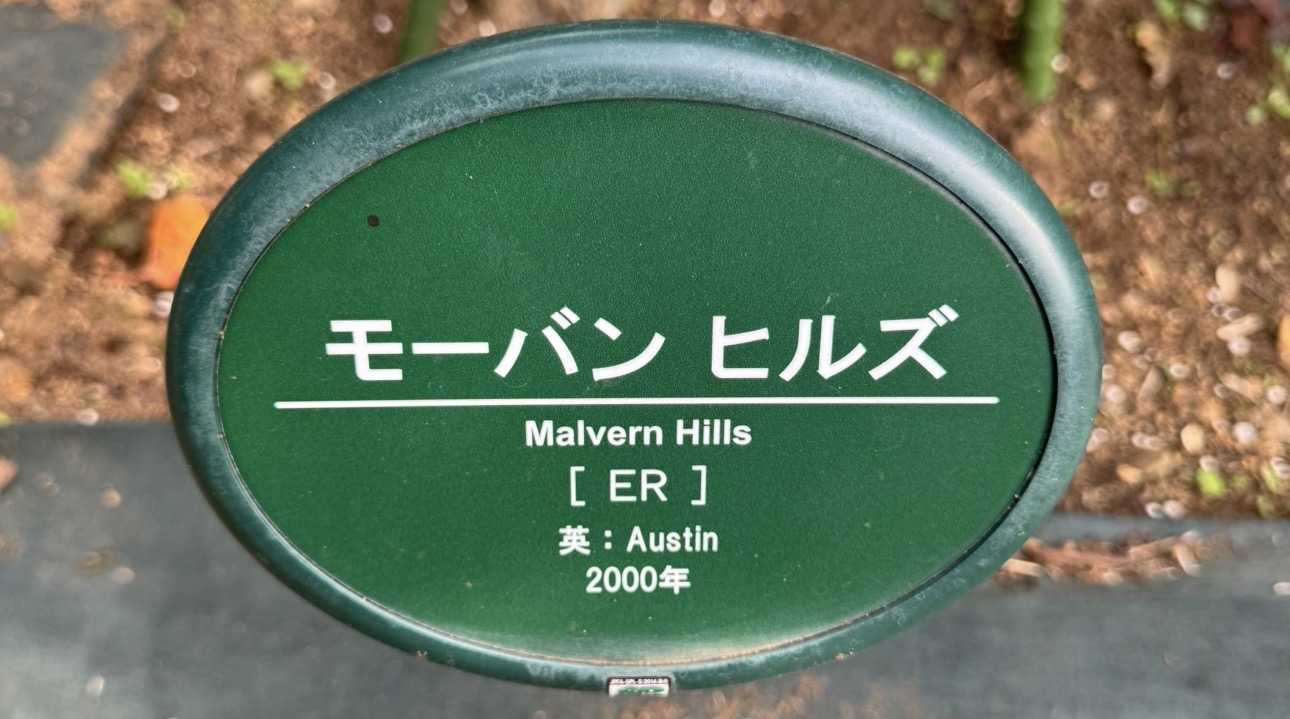 モーバン ヒルズ
Malvern Hills
[ ER ]
英：Austin
2000年